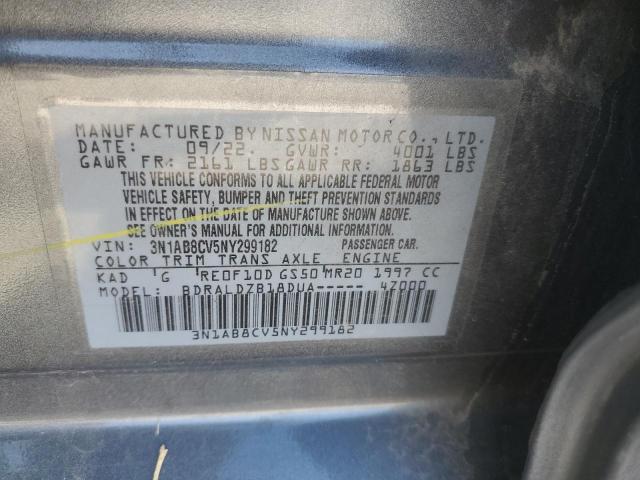 MANUFACTURED BY NISSAN MOTOR CO., LTD.
DATE: 09/22. GVWR: 4001 LBS
GAWR FR: 2161 LBS GAWR RR: 1863 LBS
THIS VEHICLE CONFORMS TO ALL APPLICABLE FEDERAL MOTOR
VEHICLE SAFETY, BUMPER AND THEFT PREVENTION STANDARDS
IN EFFECT ON THE DATE OF MANUFACTURE SHOWN ABOVE.
SEE OWNER'S MANUAL FOR ADDITIONAL INFORMATION.
VIN: 3N1AB8CV5NY299182 PASSENGER CAR.
COLOR TRIM TRANS AXLE ENGINE
KAD 'G 'RE0F10D GS50 'MR20 1997 CC
MODEL: BDRALDZB18DUA----- 4Z000
3N1AB8CV5NY299182